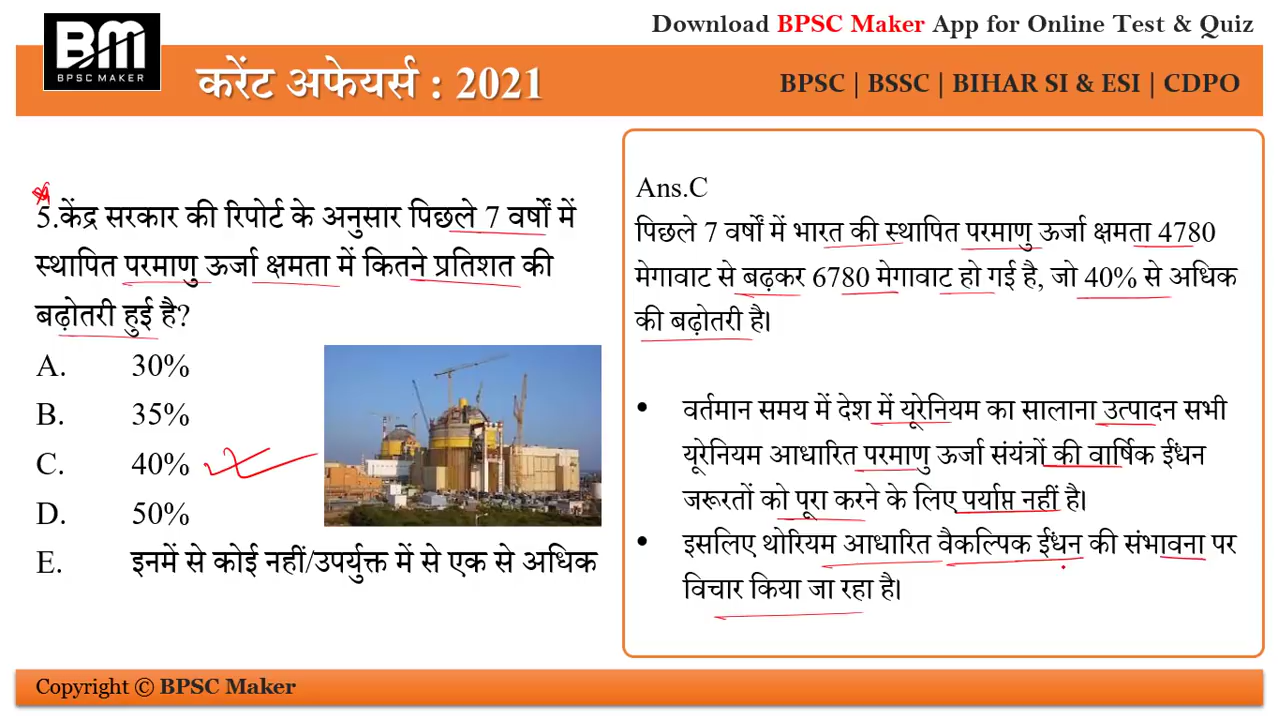 Download BPSC Maker App for Online Test & Quiz
BM
BPSC MAKER
करेंट अफेयर्स : 2021
BPSC | BSSC | BIHAR SI & ESI | CDPO
5.केंद्र सरकार की रिपोर्ट के अनुसार पिछले 7 वर्षों में
स्थापित परमाणु ऊर्जा क्षमता में कितने प्रतिशत की
बढ़ोतरी हुई है?
A. 30%
B. 35%
C. 40%
D. 50%
E. इनमें से कोई नहीं/उपर्युक्त में से एक से अधिक
Ans.C
पिछले 7 वर्षों में भारत की स्थापित परमाणु ऊर्जा क्षमता 4780
मेगावाट से बढ़कर 6780 मेगावाट हो गई है, जो 40% से अधिक
की बढ़ोतरी है।
• वर्तमान समय में देश में यूरेनियम का सालाना उत्पादन सभी
यूरेनियम आधारित परमाणु ऊर्जा संयंत्रों की वार्षिक ईंधन
जरूरतों को पूरा करने के लिए पर्याप्त नहीं है।
• इसलिए थोरियम आधारित वैकल्पिक ईंधन की संभावना पर
विचार किया जा रहा है।
Copyright © BPSC Maker